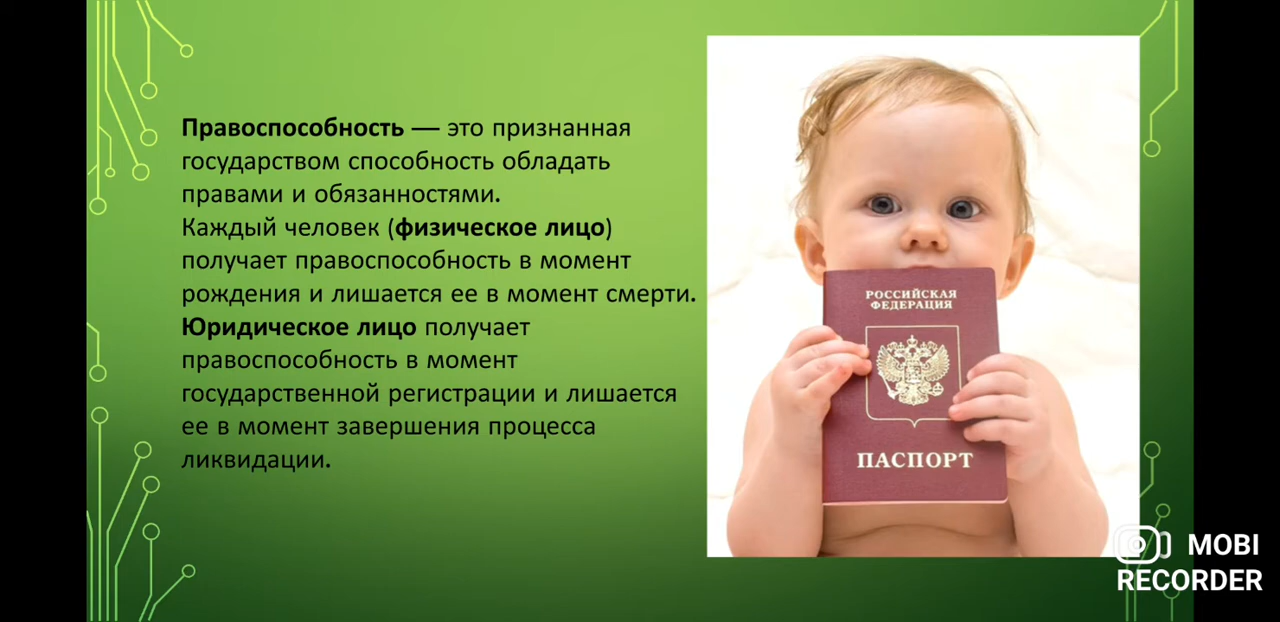 Правоспособность — это признанная
государством способность обладать
правами и обязанностями.
Каждый человек (физическое лицо)
получает правоспособность в момент
рождения и лишается ее в момент смерти.
Юридическое лицо получает
правоспособность в момент
государственной регистрации и лишается
ее в момент завершения процесса
ликвидации.
РОССИЙСКАЯ
ФЕДЕРАЦИЯ
ПАСПОРТ
MOBI
RECORDER